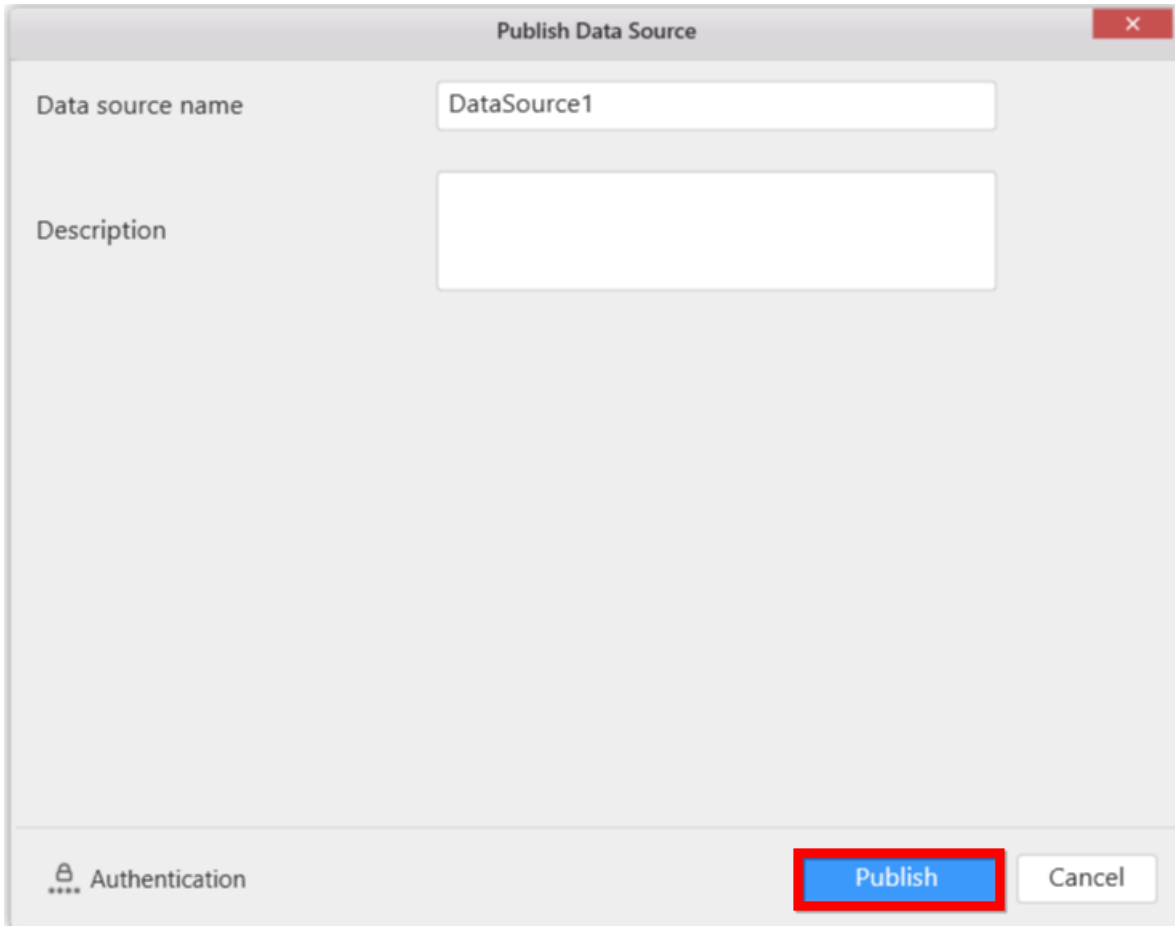 Publish Data Source
Data source name
DataSource1
Description
Authentication
Publish
Cancel